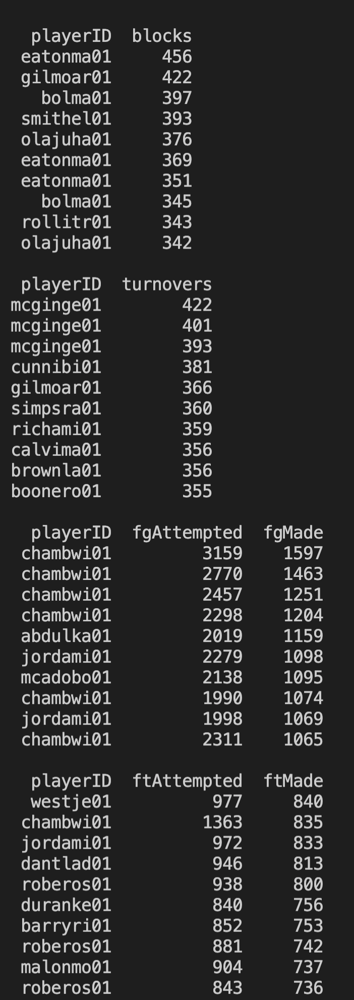 playerID blocks
eatonma01 456
gilmoar01 422
bolma01 397
smithel01 393
olajuha01 376
eatonma01 369
eatonma01 351
bolma01 345
rollitr01 343
olajuha01 342
playerID turnovers
mcginge01 422
mcginge01 401
mcginge01 393
cunnibi01 381
gilmoar01 366
simpsra01 360
richami01 359
calvima01 356
brownla01 356
boonero01 355
playerID fgAttempted fgMade
chambwi01 3159 1597
chambwi01 2770 1463
chambwi01 2457 1251
chambwi01 2298 1204
abdulka01 2019 1159
jordami01 2279 1098
mcadobo01 2138 1095
chambwi01 1990 1074
jordami01 1998 1069
chambwi01 2311 1065
playerID ftAttempted ftMade
westje01 977 840
chambwi01 1363 835
jordami01 972 833
dantlad01 946 813
roberos01 938 800
duranke01 840 756
barryri01 852 753
roberos01 881 742
malonmo01 904 737
roberos01 843 736